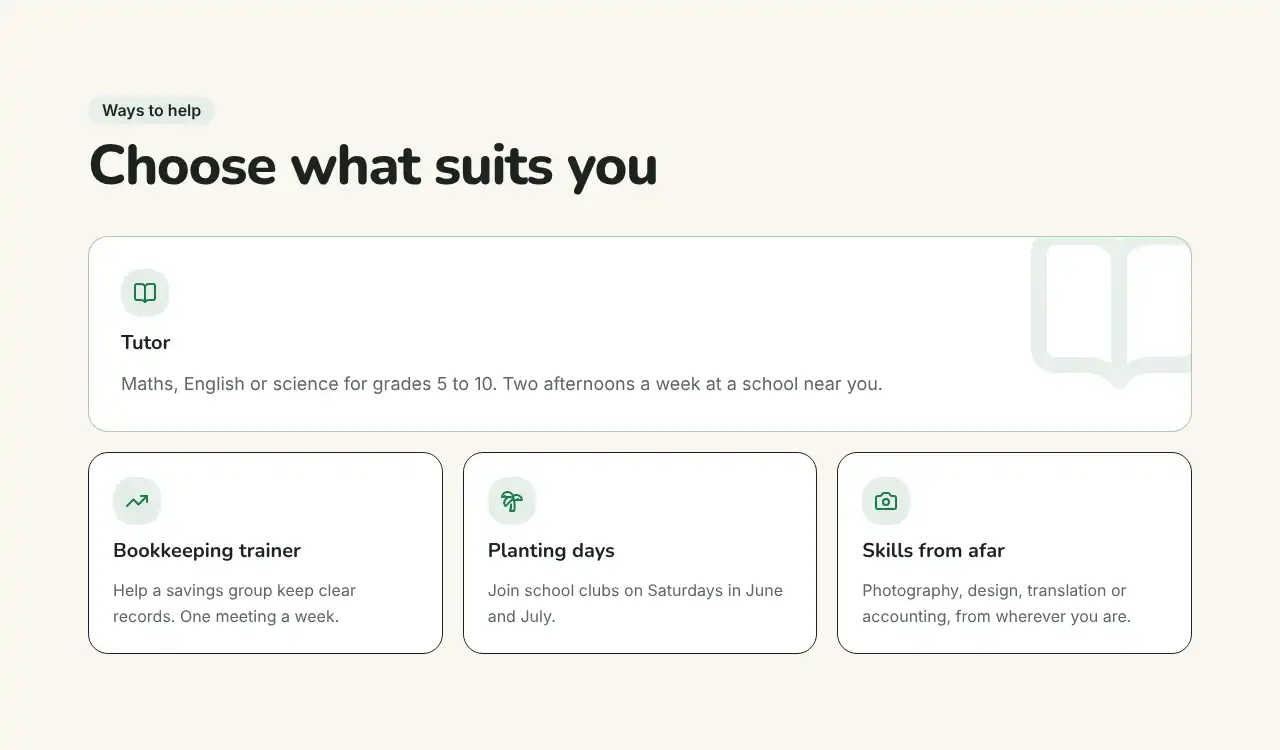 Ways to help
Choose what suits you
Tutor
Maths, English or science for grades 5 to 10. Two afternoons a week at a school near you.
Bookkeeping trainer
Help a savings group keep clear
records. One meeting a week.
Planting days
Join school clubs on Saturdays in June
and July.
Skills from afar
Photography, design, translation or
accounting, from wherever you are.